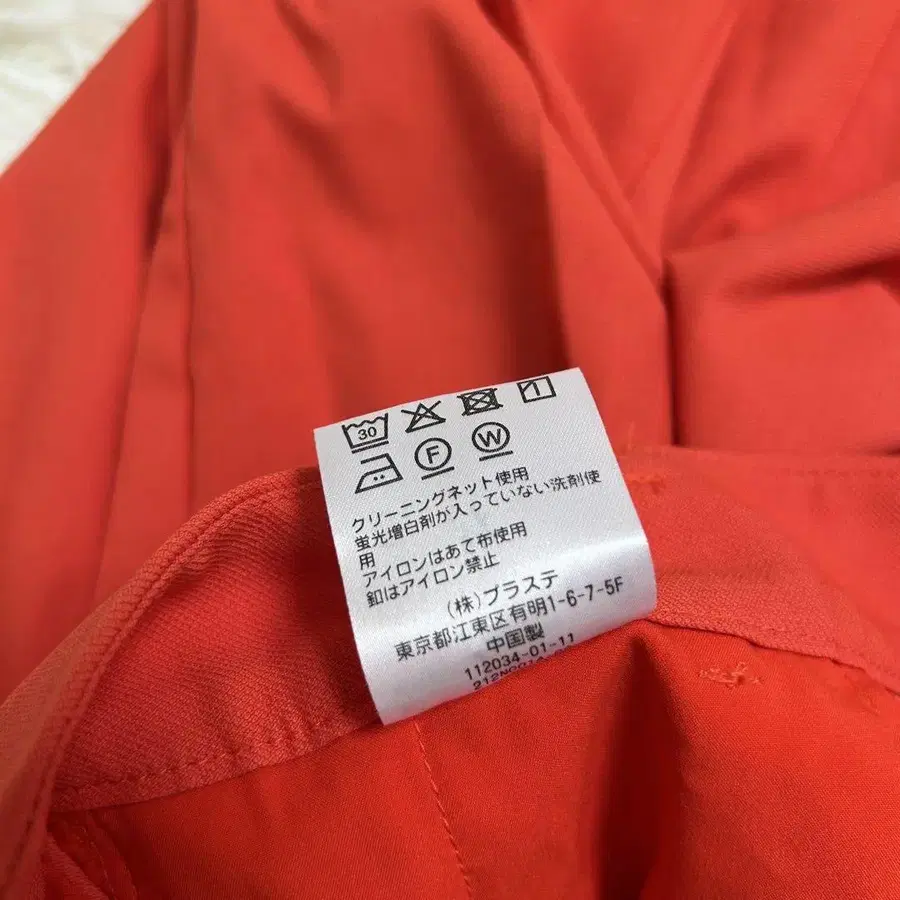 30
F W
クリーニングネット使用
蛍光増白剤が入っていない洗剤使
用
アイロンはあて布使用
釦はアイロン禁止
(株)プラステ
東京都江東区有明1-6-7-5F
中国製
112034-01-11